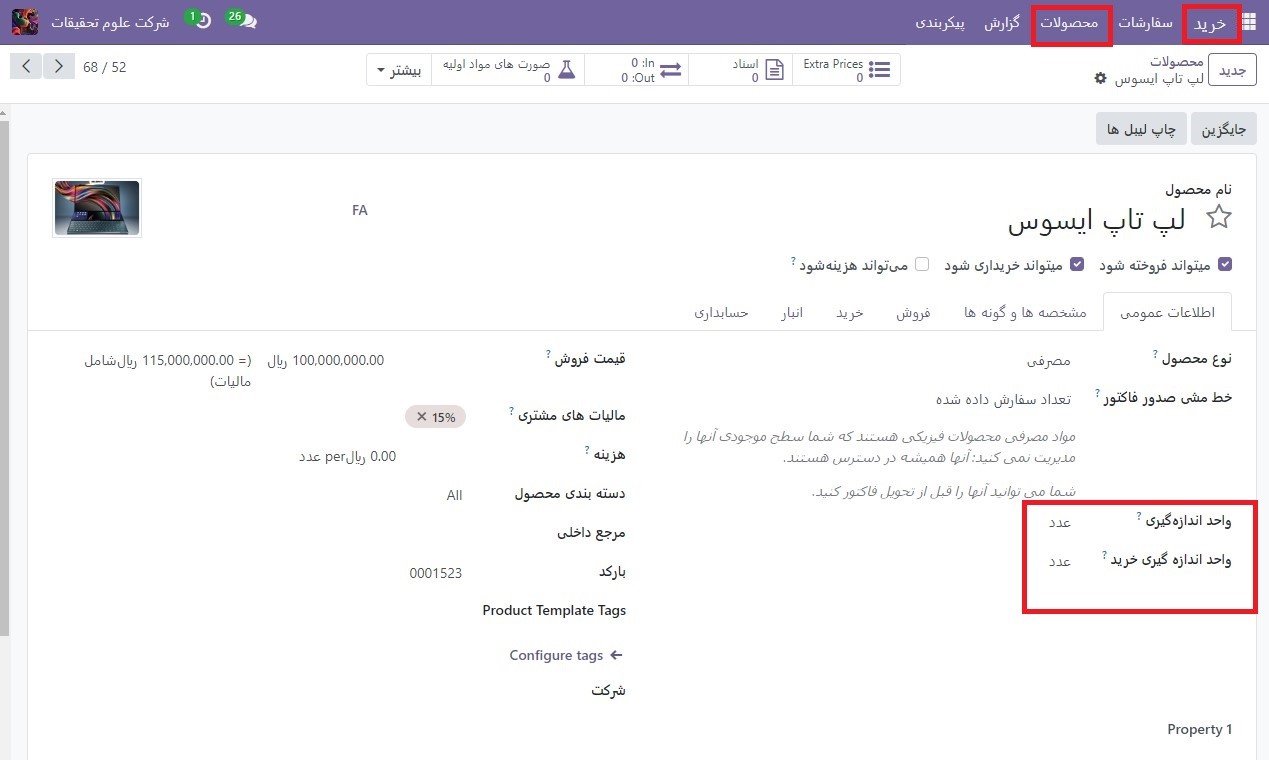 خرید
محصولات
سفارشات
گزارش
پیکربندی
26
1
شرکت علوم تحقیقات
جدید
محصولات
لپ تاپ ایسوس
Extra Prices
0
اسناد
0
In: 0
Out: 0
صورت های مواد اولیه
0
بیشتر
68 / 52
جایگزین
چاپ لیبل ها
نام محصول
لپ تاپ ایسوس
FA
میتواند فروخته شود
میتواند خریداری شود
می‌تواند هزینه‌شود ?
اطلاعات عمومی
مشخصه ها و گونه ها
فروش
خرید
انبار
حسابداری
نوع محصول ?
مصرفی
خط مشی صدور فاکتور ?
تعداد سفارش داده شده
مواد مصرفی محصولات فیزیکی هستند که شما سطح موجودی آنها را
مدیریت نمی کنید: آنها همیشه در دسترس هستند.
شما می توانید آنها را قبل از تحویل فاکتور کنید.
واحد اندازه‌گیری ?
عدد
واحد اندازه گیری خرید ?
عدد
قیمت فروش ?
100,000,000.00 ریال
(= 115,000,000.00 ریال‌شامل
مالیات)
مالیات های مشتری ?
15% ×
هزینه ?
0.00 ریال‌per عدد
دسته بندی محصول
All
مرجع داخلی
بارکد
0001523
Product Template Tags
Configure tags
شرکت
Property 1